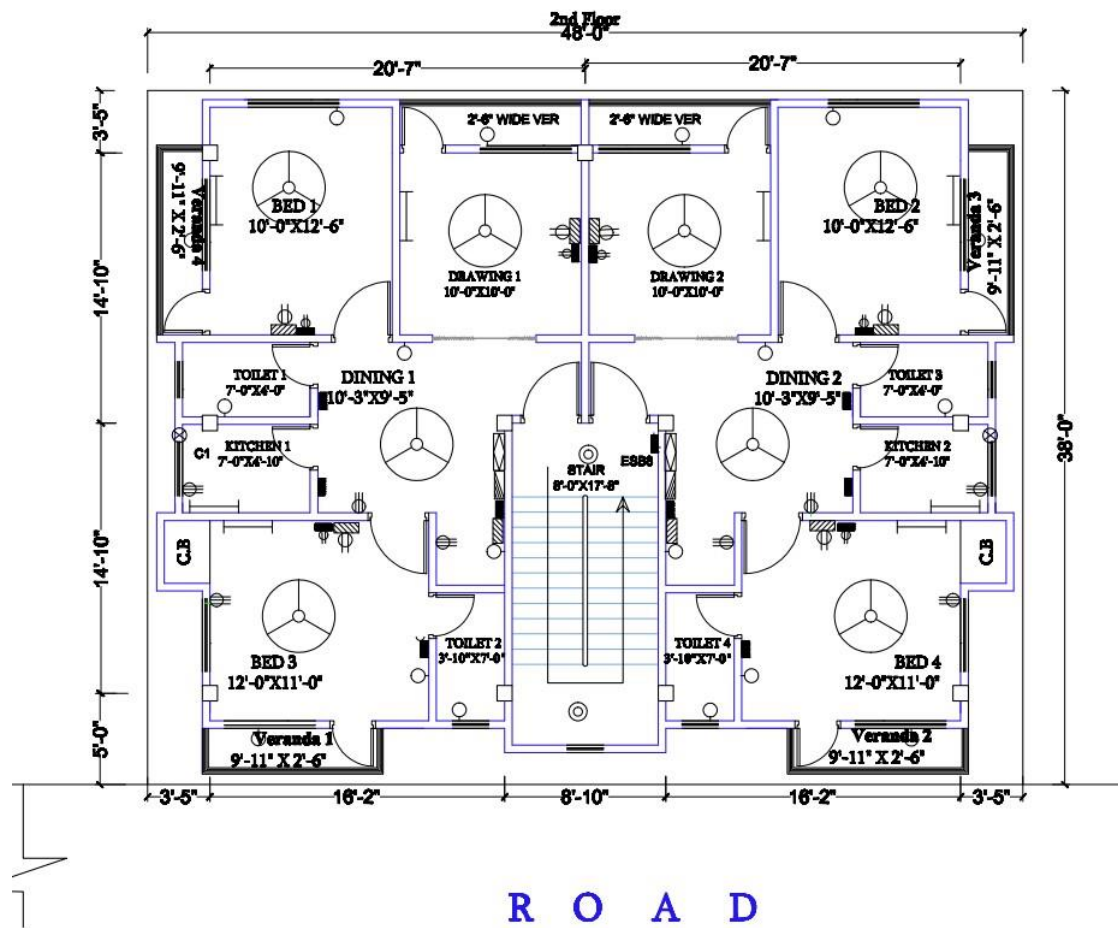 2nd Floor
48'-0"
20'-7"
20'-7"
3'-5"
14'-10"
14'-10"
5'-0"
38'-0"
2'-6" WIDE VER
2'-6" WIDE VER
Veranda 4
9'-11" X 2'-6"
BED 1
10'-0"X12'-6"
DRAWING 1
10'-0"X10'-0"
DRAWING 2
10'-0"X10'-0"
BED 2
10'-0"X12'-6"
Veranda 3
9'-11" X 2'-6"
TOILET 1
7'-0"X4'-0"
DINING 1
10'-3"X9'-5"
DINING 2
10'-3"X9'-5"
TOILET 3
7'-0"X4'-0"
C1
KITCHEN 1
7'-0"X4'-10"
STAIR
8'-0"X17'-8"
KITCHEN 2
7'-0"X4'-10"
C.B
C.B
BED 3
12'-0"X11'-0"
TOILET 2
3'-10"X7'-0"
TOILET 4
3'-10"X7'-0"
BED 4
12'-0"X11'-0"
Veranda 1
9'-11" X 2'-6"
Veranda 2
9'-11" X 2'-6"
3'-5"
16'-2"
8'-10"
16'-2"
3'-5"
R O A D